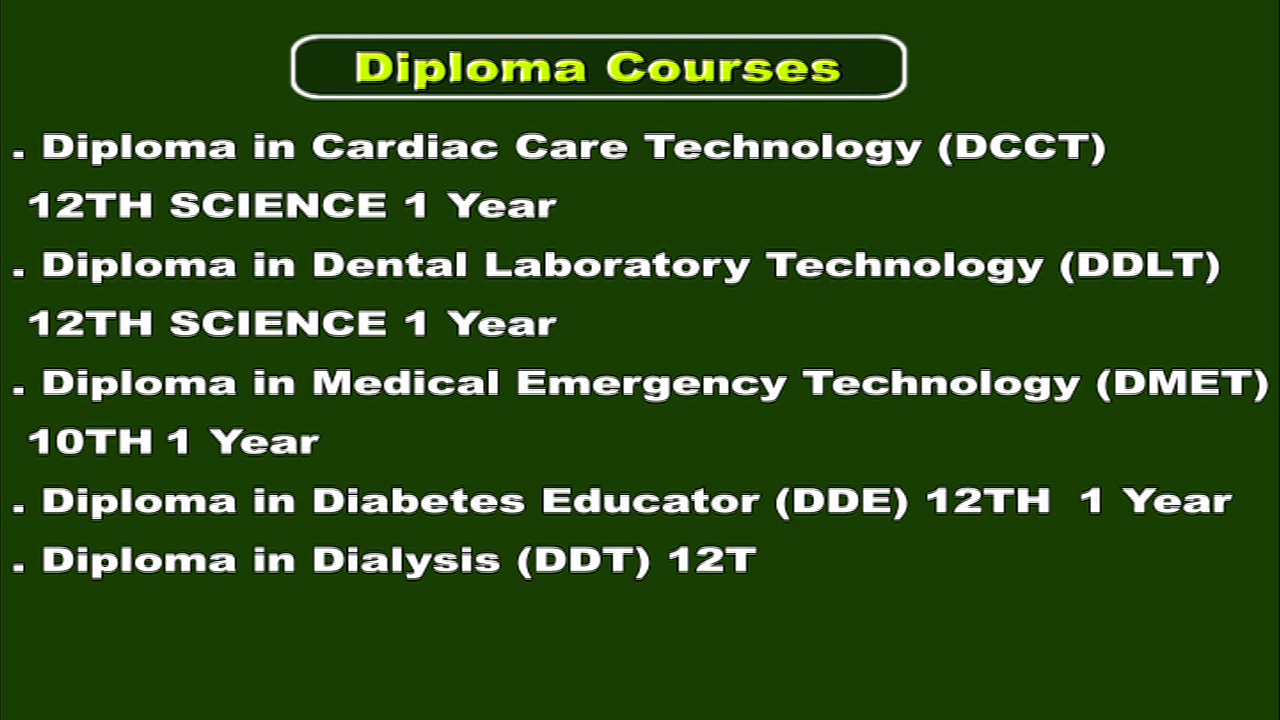 Diploma Courses
. Diploma in Cardiac Care Technology (DCCT)
12TH SCIENCE 1 Year
. Diploma in Dental Laboratory Technology (DDLT)
12TH SCIENCE 1 Year
. Diploma in Medical Emergency Technology (DMET)
10TH 1 Year
. Diploma in Diabetes Educator (DDE) 12TH 1 Year
. Diploma in Dialysis (DDT) 12T